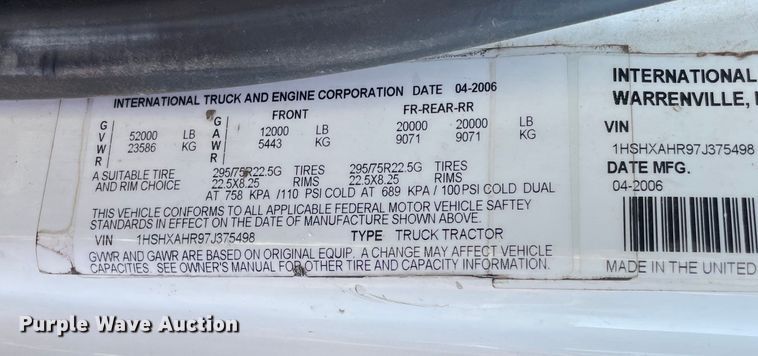 INTERNATIONAL TRUCK AND ENGINE CORPORATION DATE 04-2006
FRONT FR-REAR-RR
GVWR 52000 LB GAWR 12000 LB 20000 20000 LB
23586 KG 5443 KG 9071 9071 KG
A SUITABLE TIRE 295/75R22.5G TIRES 295/75R22.5G TIRES
AND RIM CHOICE 22.5X8.25 RIMS 22.5X8.25 RIMS
AT 758 KPA /110 PSI COLD AT 689 KPA / 100 PSI COLD DUAL
THIS VEHICLE CONFORMS TO ALL APPLICABLE FEDERAL MOTOR VEHICLE SAFTEY
STANDARDS IN EFFECT ON THE DATE OF MANUFACTURE SHOWN ABOVE.
VIN 1HSHXAHR97J375498 TYPE TRUCK TRACTOR
GVWR AND GAWR ARE BASED ON ORIGINAL EQUIP. A CHANGE MAY AFFECT VEHICLE
CAPACITIES. SEE OWNER'S MANUAL FOR OTHER TIRE AND CAPACITY INFORMATION.
INTERNATIONAL
WARRENVILLE,
VIN
1HSHXAHR97J375498
DATE MFG.
04-2006
MADE IN THE UNITED
Purple Wave Auction